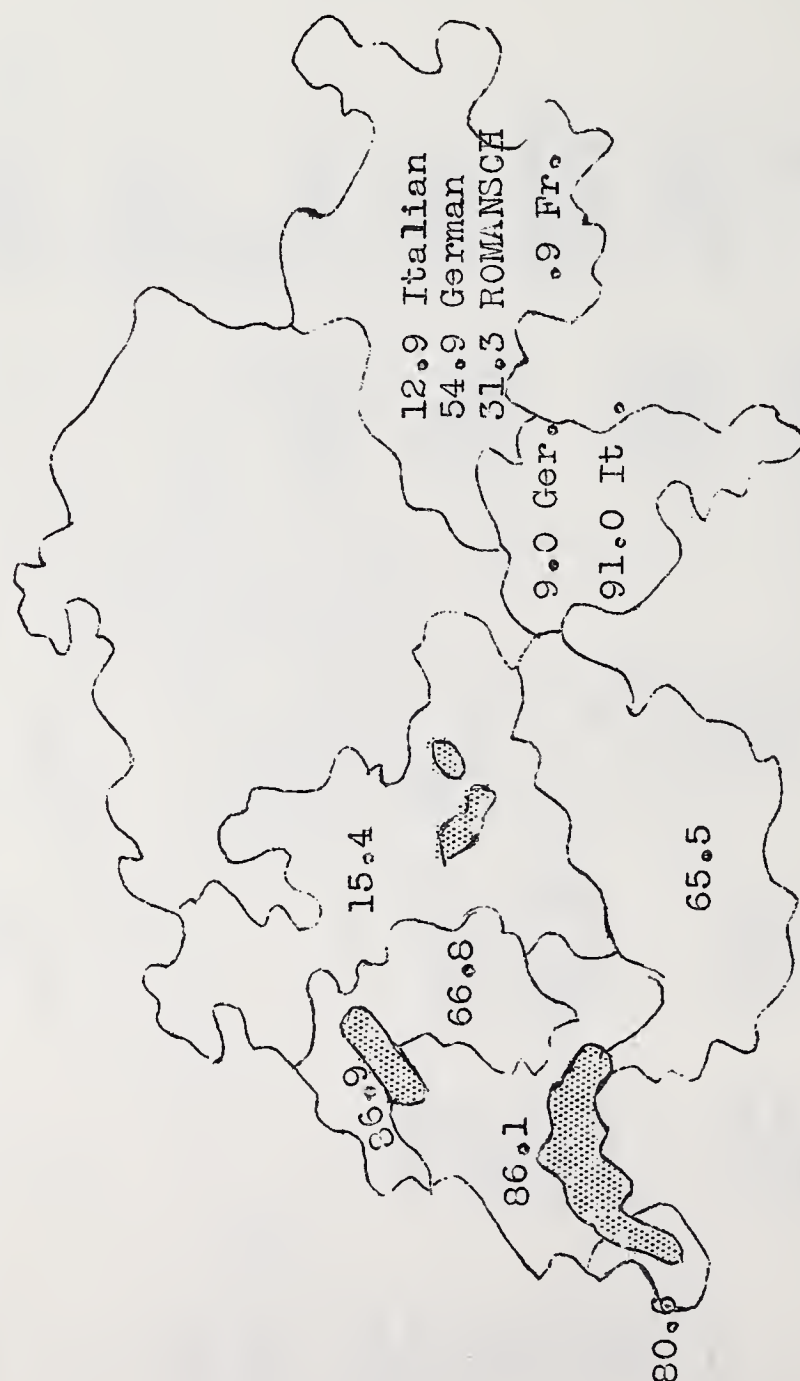 12.9 Italian
54.9 German
31.3 ROMANSCH
.9 Fr.
9.0 Ger.
91.0 It.
15.4
66.8
86.9
86.1
65.5
80.6